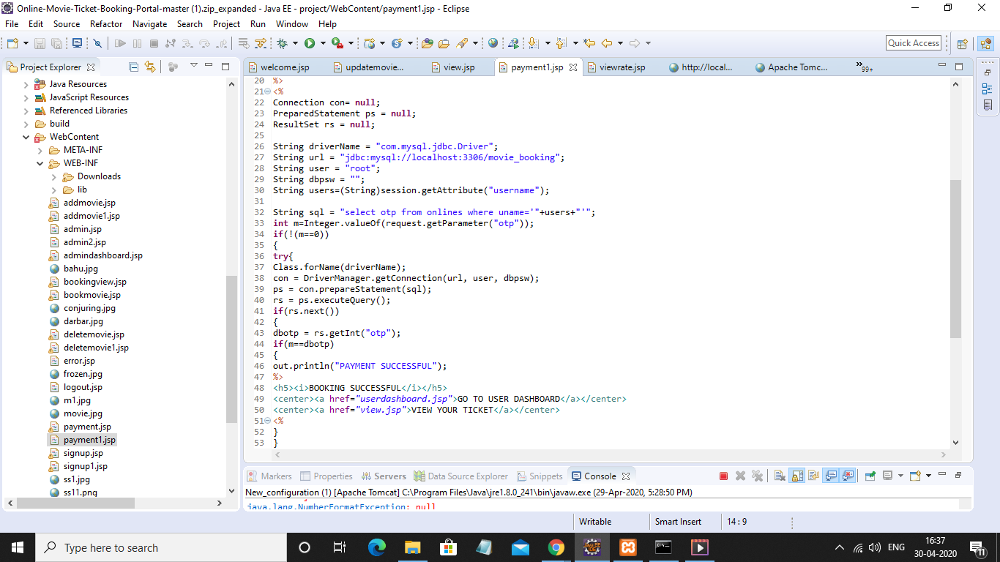 Online-Movie-Ticket-Booking-Portal-master (1).zip_expanded - Java EE - project/WebContent/payment1.jsp - Eclipse
File Edit Source Refactor Navigate Search Project Run Window Help
Quick Access
Project Explorer
welcome.jsp updatemovie... view.jsp payment1.jsp viewrate.jsp http://local... Apache Tomc... »99+
Java Resources
JavaScript Resources
Referenced Libraries
build
WebContent
META-INF
WEB-INF
Downloads
lib
addmovie.jsp
addmovie1.jsp
admin.jsp
admin2.jsp
admindashboard.jsp
bahu.jpg
bookingview.jsp
bookmovie.jsp
conjuring.jpg
darbar.jpg
deletemovie.jsp
deletemovie1.jsp
error.jsp
frozen.jpg
logout.jsp
m1.jpg
movie.jpg
payment.jsp
payment1.jsp
signup.jsp
signup1.jsp
ss1.jpg
ss11.png
20 %>
21 <%
22 Connection con= null;
23 PreparedStatement ps = null;
24 ResultSet rs = null;
25
26 String driverName = "com.mysql.jdbc.Driver";
27 String url = "jdbc:mysql://localhost:3306/movie_booking";
28 String user = "root";
29 String dbpsw = "";
30 String users=(String)session.getAttribute("username");
31
32 String sql = "select otp from onlines where uname='"+users+"'";
33 int m=Integer.valueOf(request.getParameter("otp"));
34 if(!(m==0))
35 {
36 try{
37 Class.forName(driverName);
38 con = DriverManager.getConnection(url, user, dbpsw);
39 ps = con.prepareStatement(sql);
40 rs = ps.executeQuery();
41 if(rs.next())
42 {
43 dbotp = rs.getInt("otp");
44 if(m==dbotp)
45 {
46 out.println("PAYMENT SUCCESSFUL");
47 %>
48 <h5><i>BOOKING SUCCESSFUL</i></h5>
49 <center><a href="userdashboard.jsp">GO TO USER DASHBOARD</a></center>
50 <center><a href="view.jsp">VIEW YOUR TICKET</a></center>
51 <%
52 }
53 }
Markers Properties Servers Data Source Explorer Snippets Console
New_configuration (1) [Apache Tomcat] C:\Program Files\Java\jre1.8.0_241\bin\javaw.exe (29-Apr-2020, 5:28:50 PM)
java.lang.NumberFormatException: null
Writable Smart Insert 14 : 9
Type here to search
ENG
16:37
30-04-2020
11